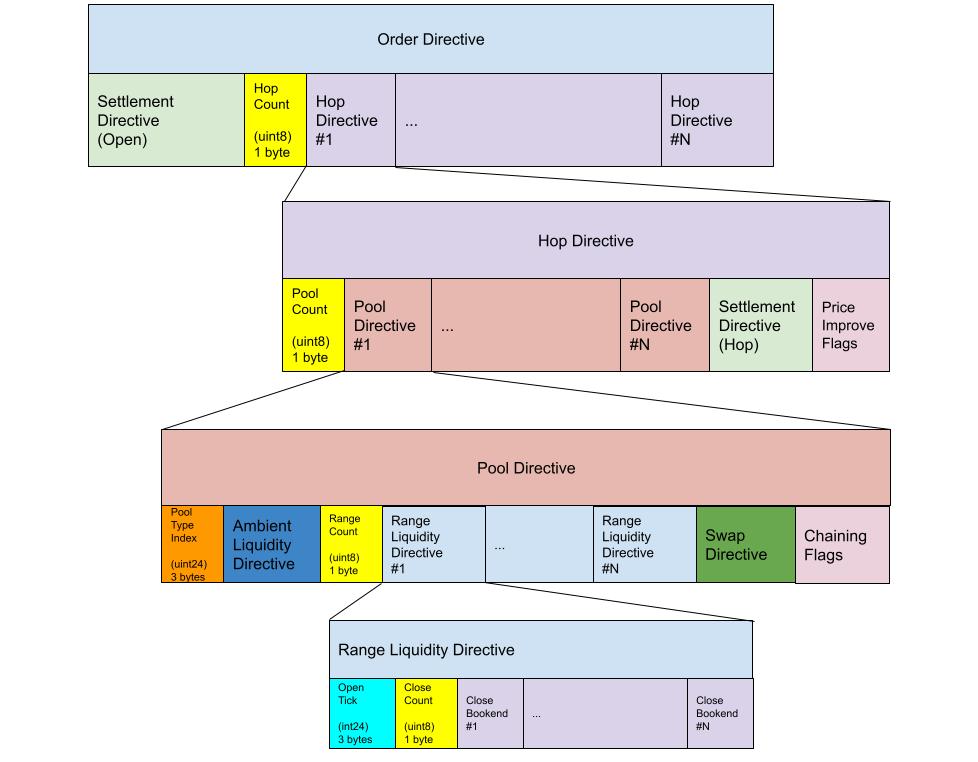 Order Directive
Settlement
Directive
(Open)
Hop
Count
(uint8)
1 byte
Hop
Directive
#1
...
Hop
Directive
#N
Hop Directive
Pool
Count
(uint8)
1 byte
Pool
Directive
#1
...
Pool
Directive
#N
Settlement
Directive
(Hop)
Price
Improve
Flags
Pool Directive
Pool
Type
Index
(uint24)
3 bytes
Ambient
Liquidity
Directive
Range
Count
(uint8)
1 byte
Range
Liquidity
Directive
#1
...
Range
Liquidity
Directive
#N
Swap
Directive
Chaining
Flags
Range Liquidity Directive
Open
Tick
(int24)
3 bytes
Close
Count
(uint8)
1 byte
Close
Bookend
#1
...
Close
Bookend
#N